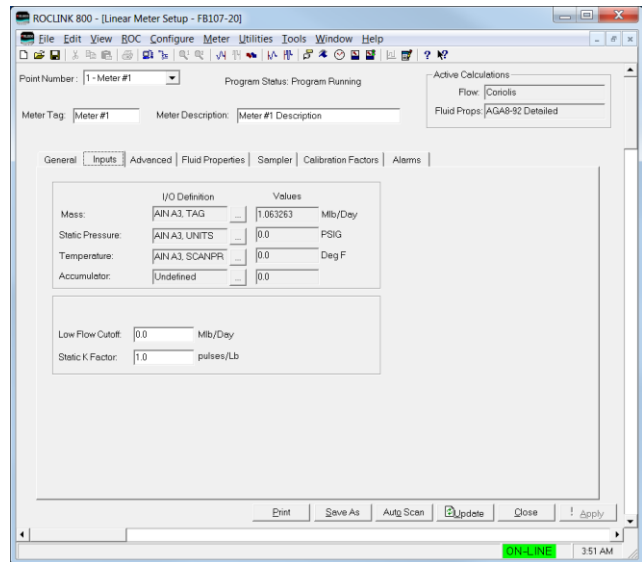 ROCLINK 800 - [Linear Meter Setup - FB107-20]
File Edit View ROC Configure Meter Utilities Tools Window Help
Point Number: 1 - Meter #1
Program Status: Program Running
Active Calculations
Flow: Coriolis
Fluid Props: AGA8-92 Detailed
Meter Tag: Meter #1 Meter Description: Meter #1 Description
General Inputs Advanced Fluid Properties Sampler Calibration Factors Alarms
I/O Definition Values
Mass: AIN A3, TAG ... 1.063263 Mlb/Day
Static Pressure: AIN A3, UNITS ... 0.0 PSIG
Temperature: AIN A3, SCANPR ... 0.0 Deg F
Accumulator: Undefined ... 0.0
Low Flow Cutoff: 0.0 Mlb/Day
Static K Factor: 1.0 pulses/Lb
Print Save As Auto Scan Update Close ! Apply
ON-LINE 3:51 AM